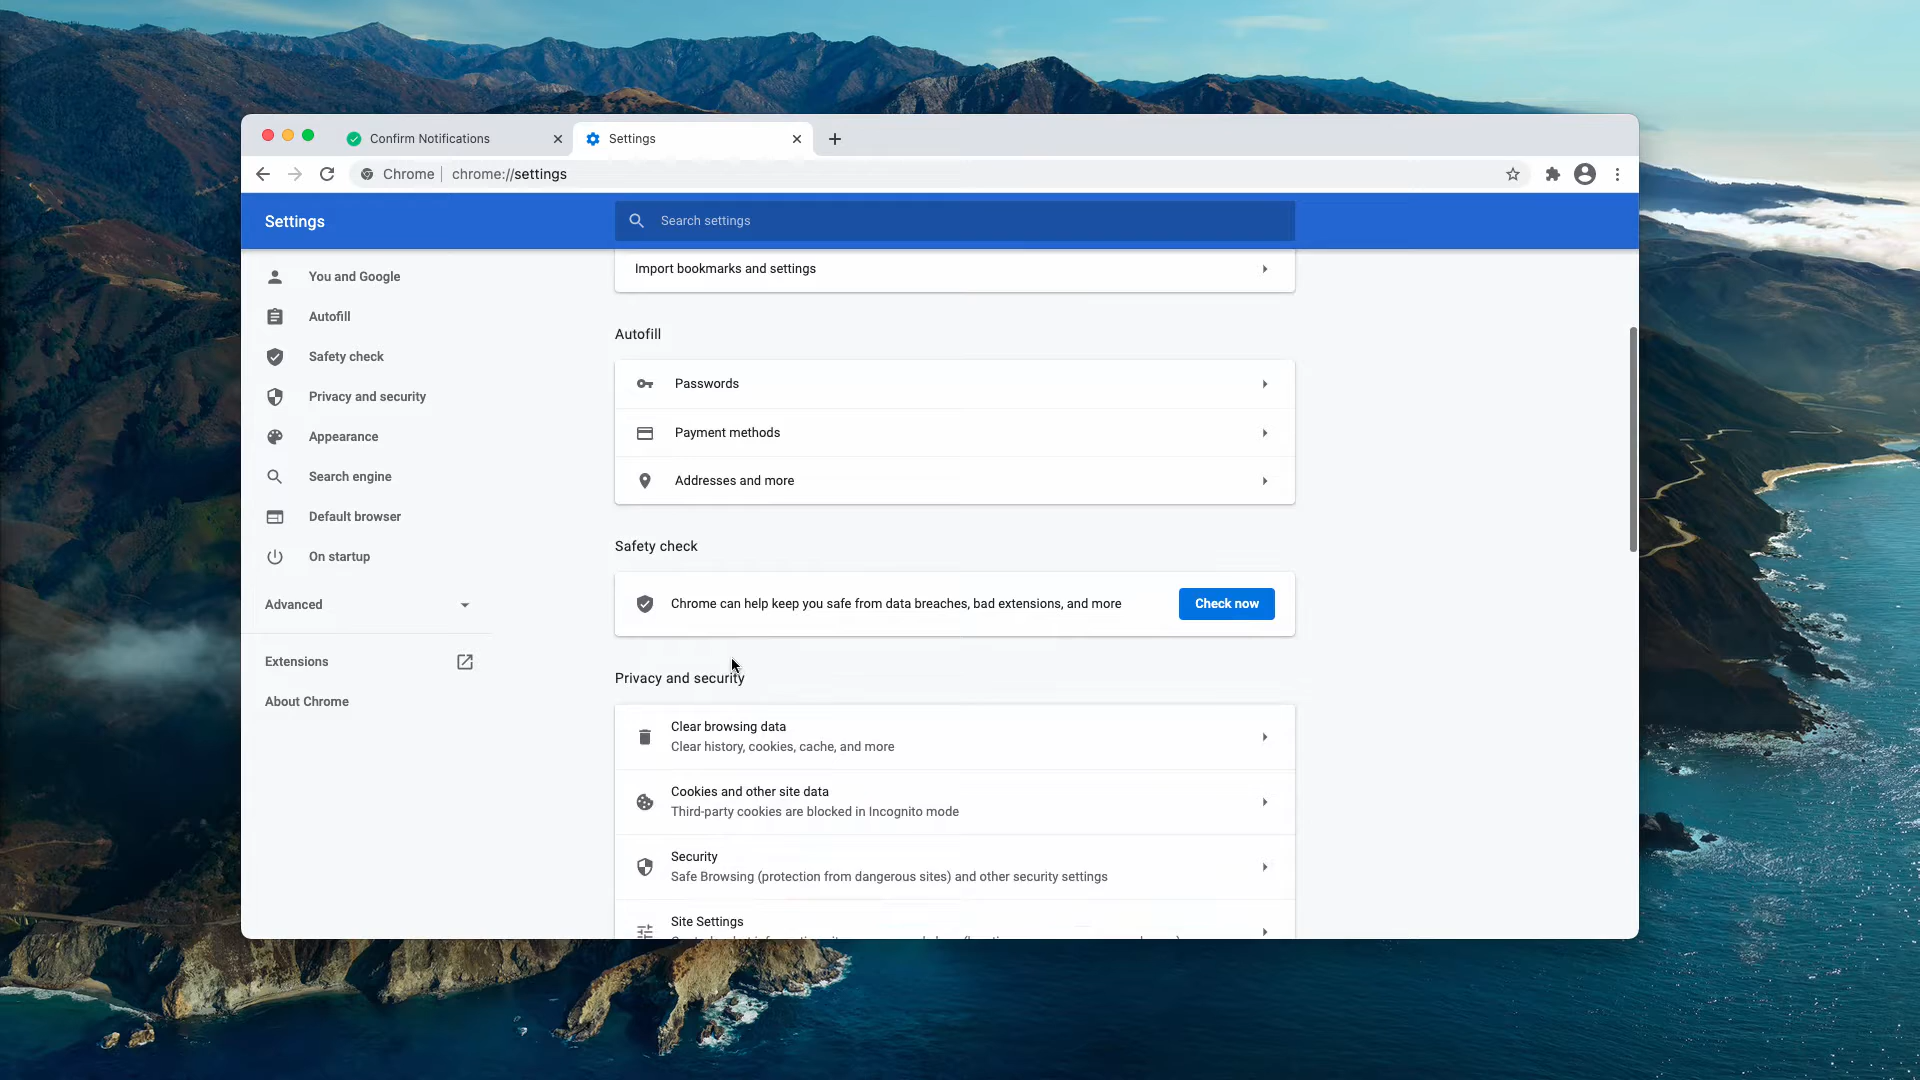 Confirm Notifications
Settings
Chrome
chrome://settings
Settings
Search settings
You and Google
Autofill
Safety check
Privacy and security
Appearance
Search engine
Default browser
On startup
Advanced
Extensions
About Chrome
Import bookmarks and settings
Autofill
Passwords
Payment methods
Addresses and more
Safety check
Chrome can help keep you safe from data breaches, bad extensions, and more
Check now
Privacy and security
Clear browsing data
Clear history, cookies, cache, and more
Cookies and other site data
Third-party cookies are blocked in Incognito mode
Security
Safe Browsing (protection from dangerous sites) and other security settings
Site Settings